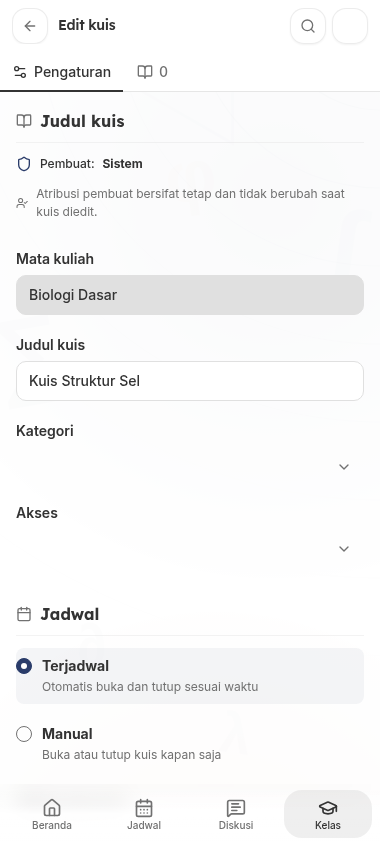 Edit kuis
Pengaturan
0
Judul kuis
Pembuat: Sistem
Atribusi pembuat bersifat tetap dan tidak berubah saat
kuis diedit.
Mata kuliah
Biologi Dasar
Judul kuis
Kuis Struktur Sel
Kategori
Akses
Jadwal
Terjadwal
Otomatis buka dan tutup sesuai waktu
Manual
Buka atau tutup kuis kapan saja
Beranda
Jadwal
Diskusi
Kelas